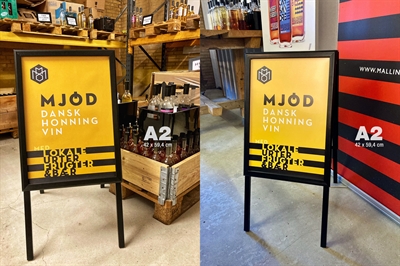 MJØD
DANSK
HONNING
VIN
MED
LOKALE
URTER
FRUGTER
&BÆR
A2
42 x 59,4 cm
MJØD
DANSK
HONNING
VIN
LOKALE
URTER
FRUGTER
&BÆR
A2
42 x 59,4 cm
WWW.MALLIN